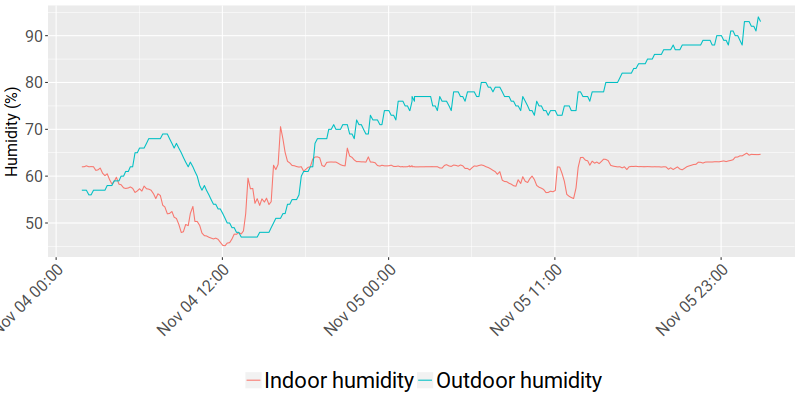 Humidity (%)
90
80
70
60
50
Nov 04 00:00
Nov 04 12:00
Nov 05 00:00
Nov 05 11:00
Nov 05 23:00
Indoor humidity Outdoor humidity